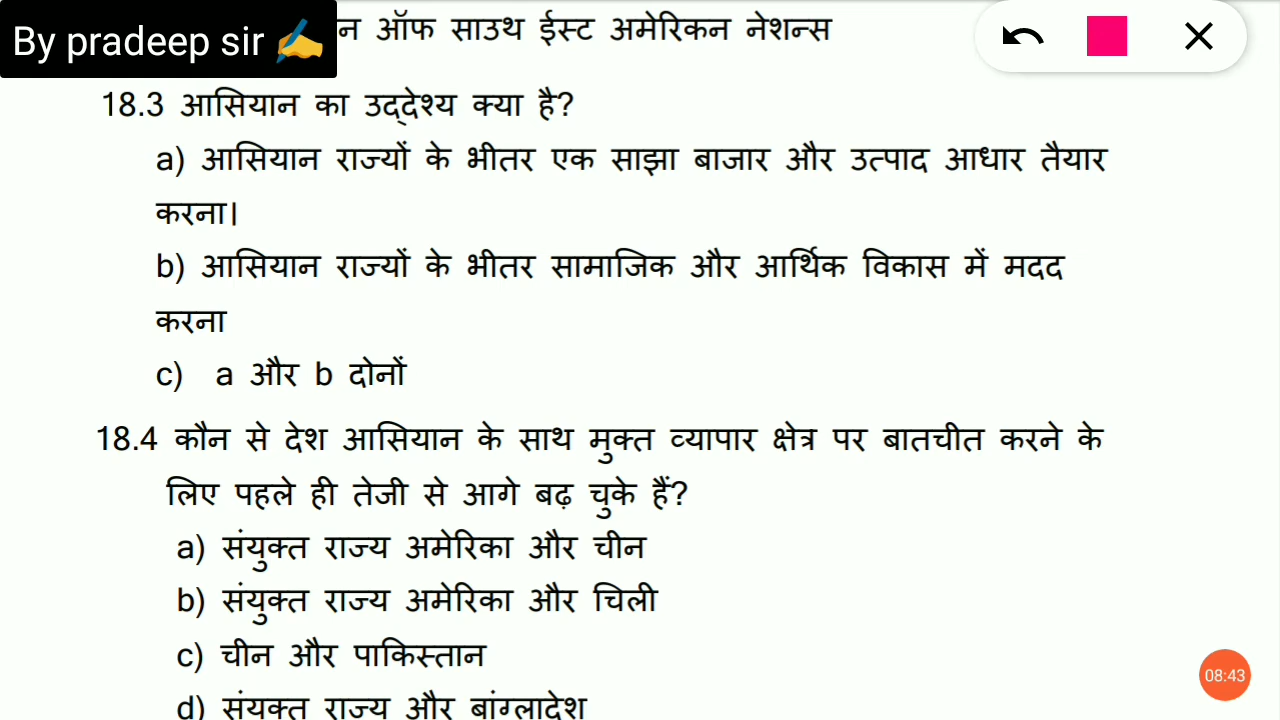 By pradeep sir ✍️
न ऑफ साउथ ईस्ट अमेरिकन नेशन्स
18.3 आसियान का उद्देश्य क्या है?
a) आसियान राज्यों के भीतर एक साझा बाजार और उत्पाद आधार तैयार
करना।
b) आसियान राज्यों के भीतर सामाजिक और आर्थिक विकास में मदद
करना
c) a और b दोनों
18.4 कौन से देश आसियान के साथ मुक्त व्यापार क्षेत्र पर बातचीत करने के
लिए पहले ही तेजी से आगे बढ़ चुके हैं?
a) संयुक्त राज्य अमेरिका और चीन
b) संयुक्त राज्य अमेरिका और चिली
c) चीन और पाकिस्तान
d) संयुक्त राज्य और बांग्लादेश
08:43